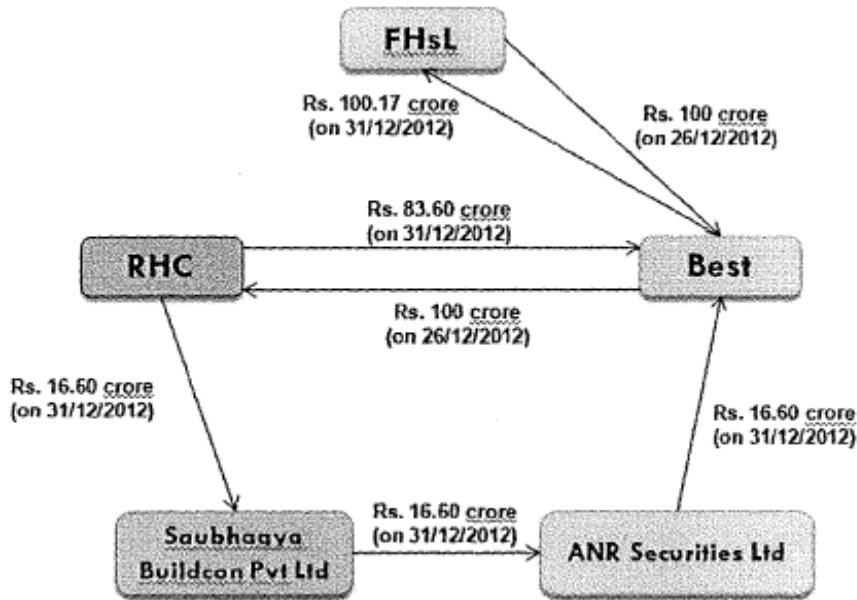 FHsL
Rs. 100.17 crore
(on 31/12/2012)
Rs. 100 crore
(on 26/12/2012)
Rs. 83.60 crore
(on 31/12/2012)
RHC
Best
Rs. 100 crore
(on 26/12/2012)
Rs. 16.60 crore
(on 31/12/2012)
Rs. 16.60 crore
(on 31/12/2012)
Rs. 16.60 crore
(on 31/12/2012)
Saubhagya
Buildcon Pvt Ltd
ANR Securities Ltd